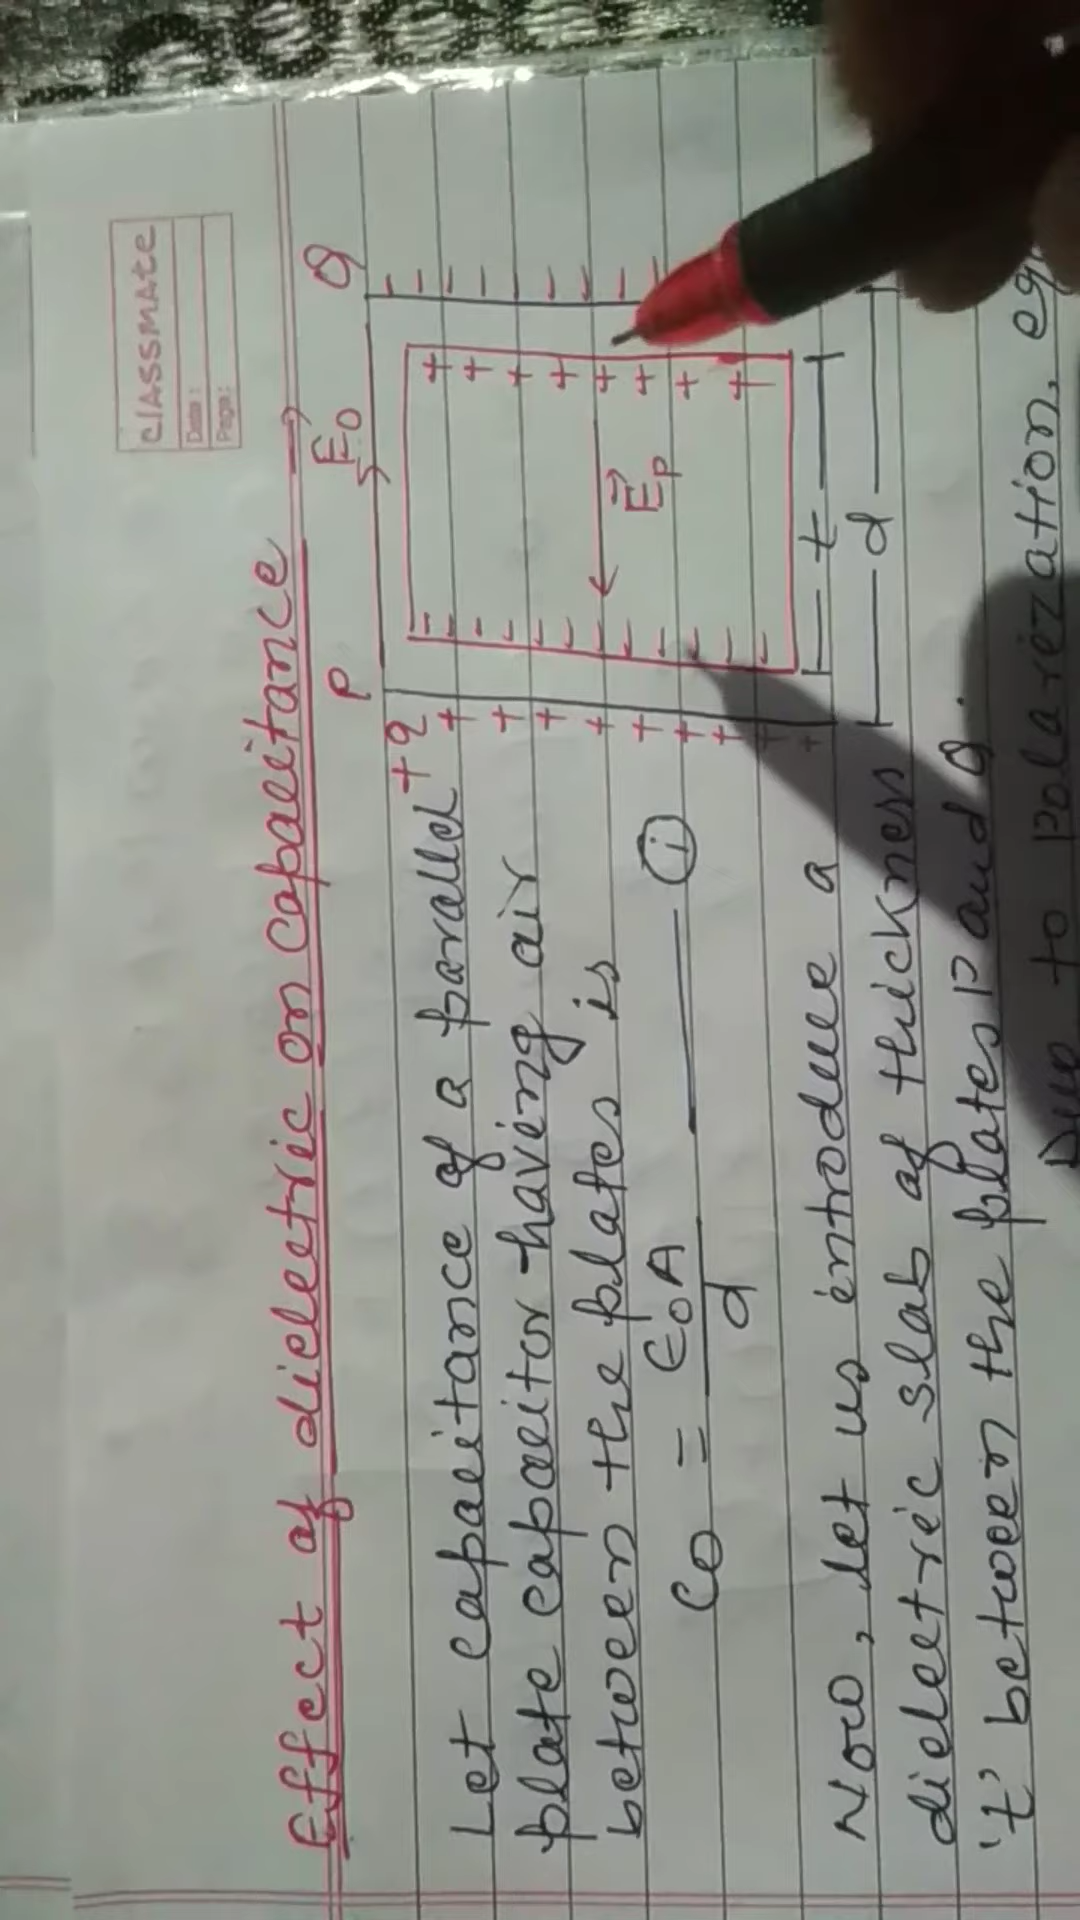 classmate
Date :
Page :
Effect of dielectric on capacitance
Let capacitance of a parallel
plate capacitor having air
between the plates is
C0 = ϵ0A / d ——— (i)
Now, let us introduce a
dielectric slab of thickness
't' between the plates P and Q.
Due to polarization, eq
P E0 Q
+q
+ + + + + + + + +
- - - - - - - - -
Ep
+ + + + + + + +
- - - - - - -
t
d